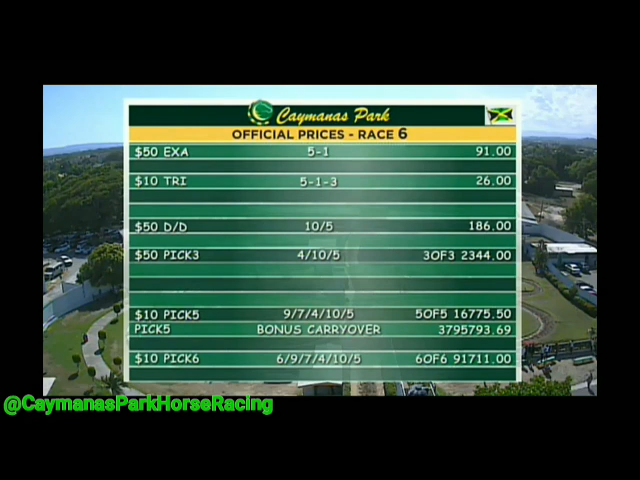 Caymanas Park
OFFICIAL PRICES - RACE 6
$50 EXA 5-1 91.00
$10 TRI 5-1-3 26.00
$50 D/D 10/5 186.00
$50 PICK3 4/10/5 3OF3 2344.00
$10 PICK5 9/7/4/10/5 5OF5 16775.50
PICK5 BONUS CARRYOVER 3795793.69
$10 PICK6 6/9/7/4/10/5 6OF6 91711.00
@CaymanasParkHorseRacing